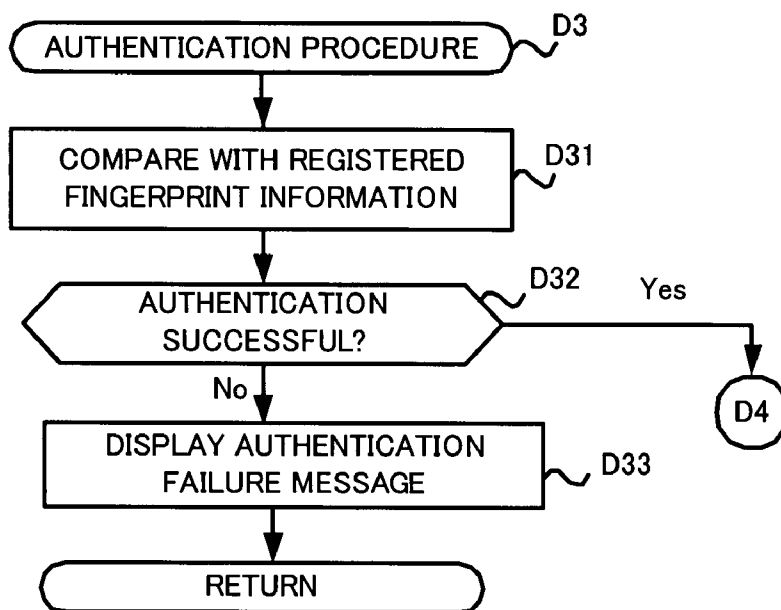 AUTHENTICATION PROCEDURE
D3
COMPARE WITH REGISTERED
FINGERPRINT INFORMATION
D31
AUTHENTICATION
SUCCESSFUL?
D32
Yes
No
D4
DISPLAY AUTHENTICATION
FAILURE MESSAGE
D33
RETURN